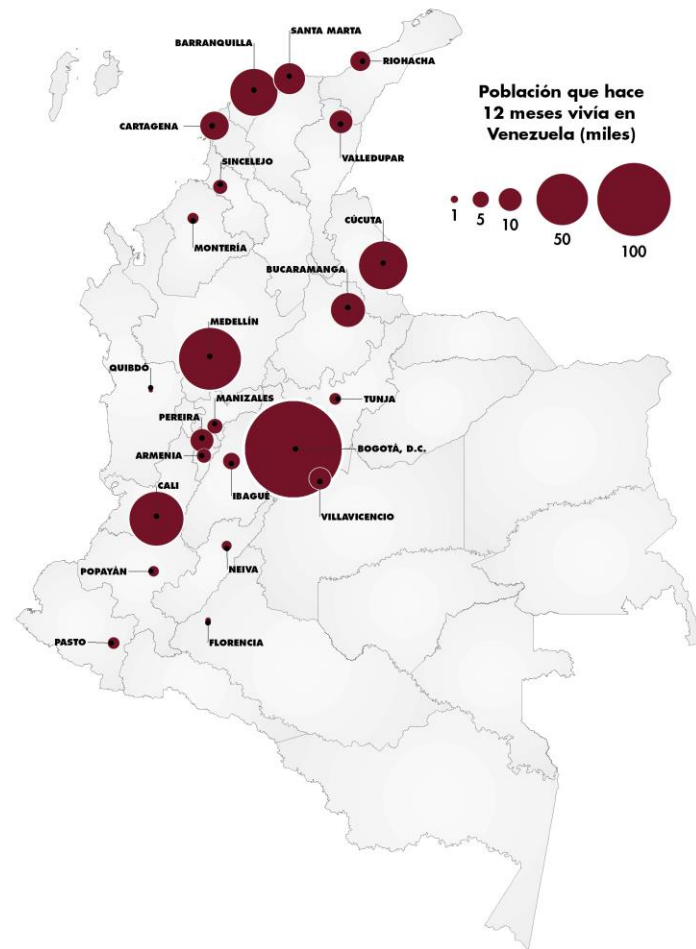 SANTA MARTA
BARRANQUILLA
RIOHACHA
Población que hace
12 meses vivía en
Venezuela (miles)
CARTAGENA
VALLEDUPAR
SINCELEJO
1
5
10
50
100
CÚCUTA
MONTERÍA
BUCARAMANGA
MEDELLÍN
QUIBDÓ
MANIZALES
TUNJA
PEREIRA
BOGOTÁ, D.C.
ARMENIA
IBAGUÉ
CALI
VILLAVICENCIO
POPAYÁN
NEIVA
PASTO
FLORENCIA